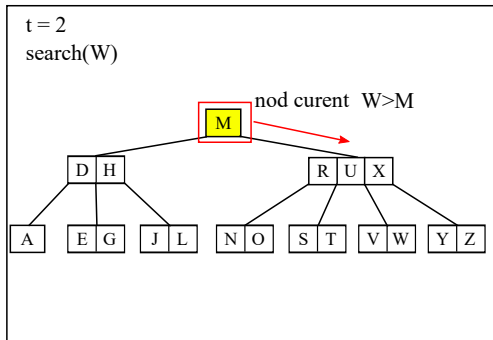 t = 2
search(W)
nod curent W>M
M
D H
R U X
A
E G
J L
N O
S T
V W
Y Z